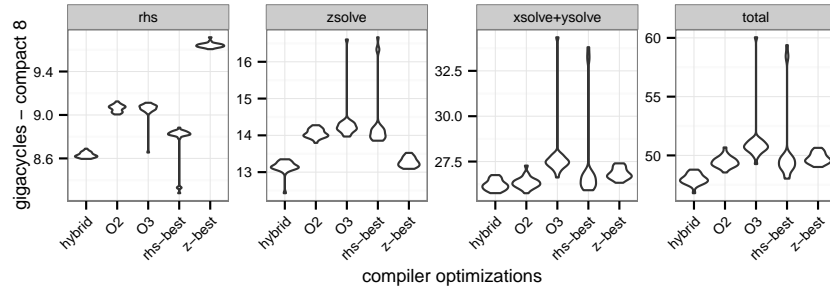 rhs zsolve xsolve+ysolve total
gigacycles − compact 8
9.4
9.0
8.6
16
15
14
13
32.5
30.0
27.5
60
55
50
hybrid O2 O3 rhs−best z−best
hybrid O2 O3 rhs−best z−best
hybrid O2 O3 rhs−best z−best
hybrid O2 O3 rhs−best z−best
compiler optimizations